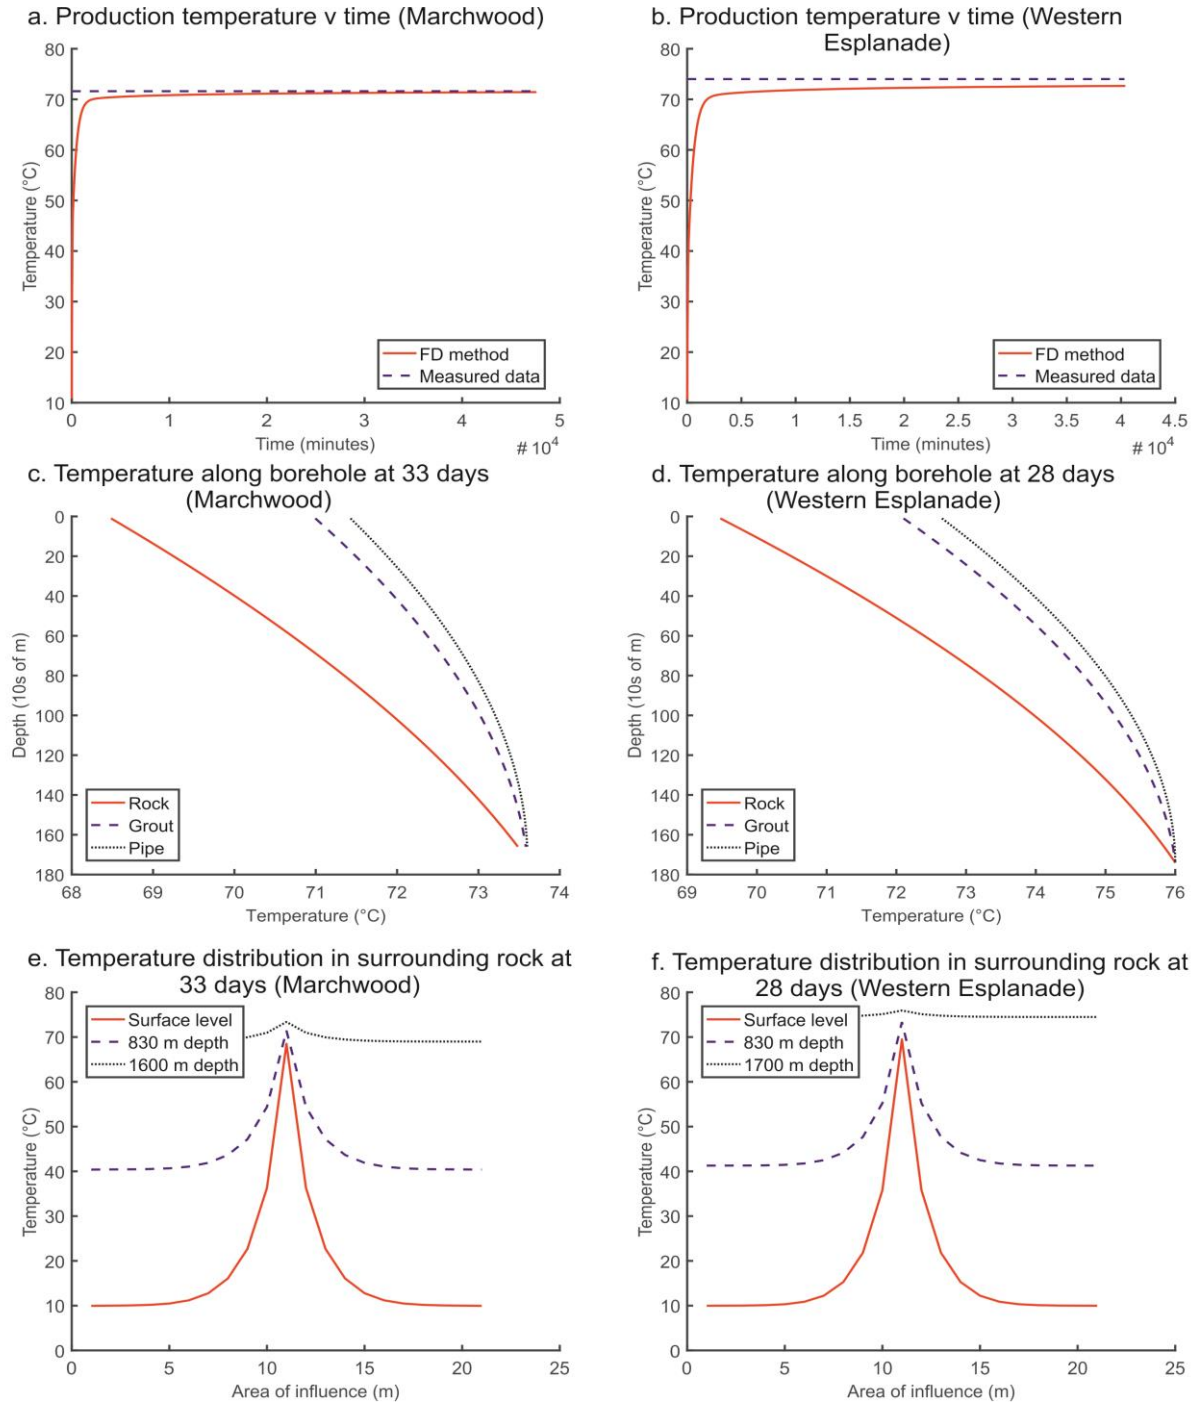 a. Production temperature v time (Marchwood)
80
70
60
50
40
30
20
10
Temperature (°C)
FD method
Measured data
0 1 2 3 4 5
Time (minutes)
# 10⁴
b. Production temperature v time (Western
Esplanade)
80
70
60
50
40
30
20
10
Temperature (°C)
FD method
Measured data
0 0.5 1 1.5 2 2.5 3 3.5 4 4.5
Time (minutes)
# 10⁴
c. Temperature along borehole at 33 days
(Marchwood)
0
20
40
60
80
100
120
140
160
180
Depth (10s of m)
Rock
Grout
Pipe
68 69 70 71 72 73 74
Temperature (°C)
d. Temperature along borehole at 28 days
(Western Esplanade)
0
20
40
60
80
100
120
140
160
180
Depth (10s of m)
Rock
Grout
Pipe
69 70 71 72 73 74 75 76
Temperature (°C)
e. Temperature distribution in surrounding rock at
33 days (Marchwood)
80
70
60
50
40
30
20
10
0
Temperature (°C)
Surface level
830 m depth
1600 m depth
0 5 10 15 20 25
Area of influence (m)
f. Temperature distribution in surrounding rock at
28 days (Western Esplanade)
80
70
60
50
40
30
20
10
0
Temperature (°C)
Surface level
830 m depth
1700 m depth
0 5 10 15 20 25
Area of influence (m)